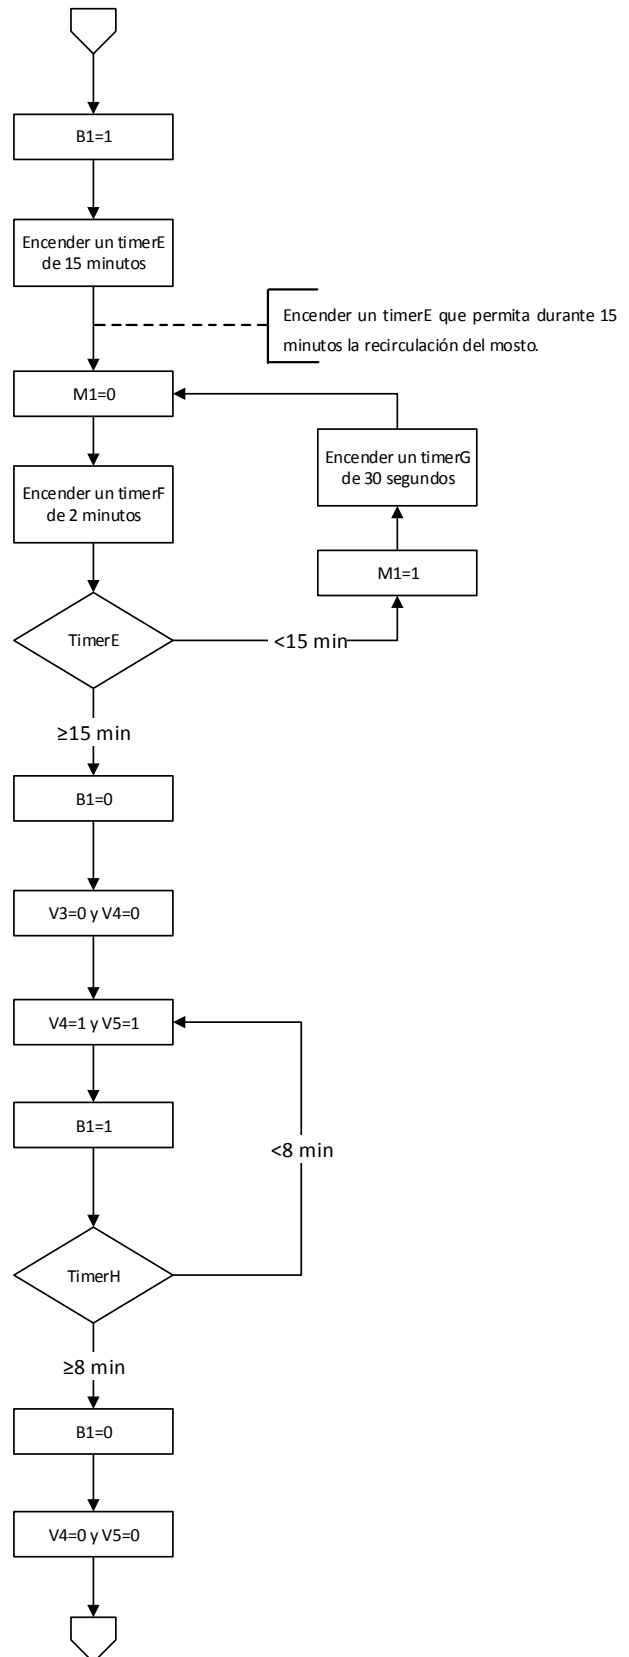 B1=1
Encender un timerE
de 15 minutos
Encender un timerE que permita durante 15
minutos la recirculación del mosto.
M1=0
Encender un timerG
de 30 segundos
Encender un timerF
de 2 minutos
M1=1
TimerE
<15 min
≥15 min
B1=0
V3=0 y V4=0
V4=1 y V5=1
B1=1
<8 min
TimerH
≥8 min
B1=0
V4=0 y V5=0